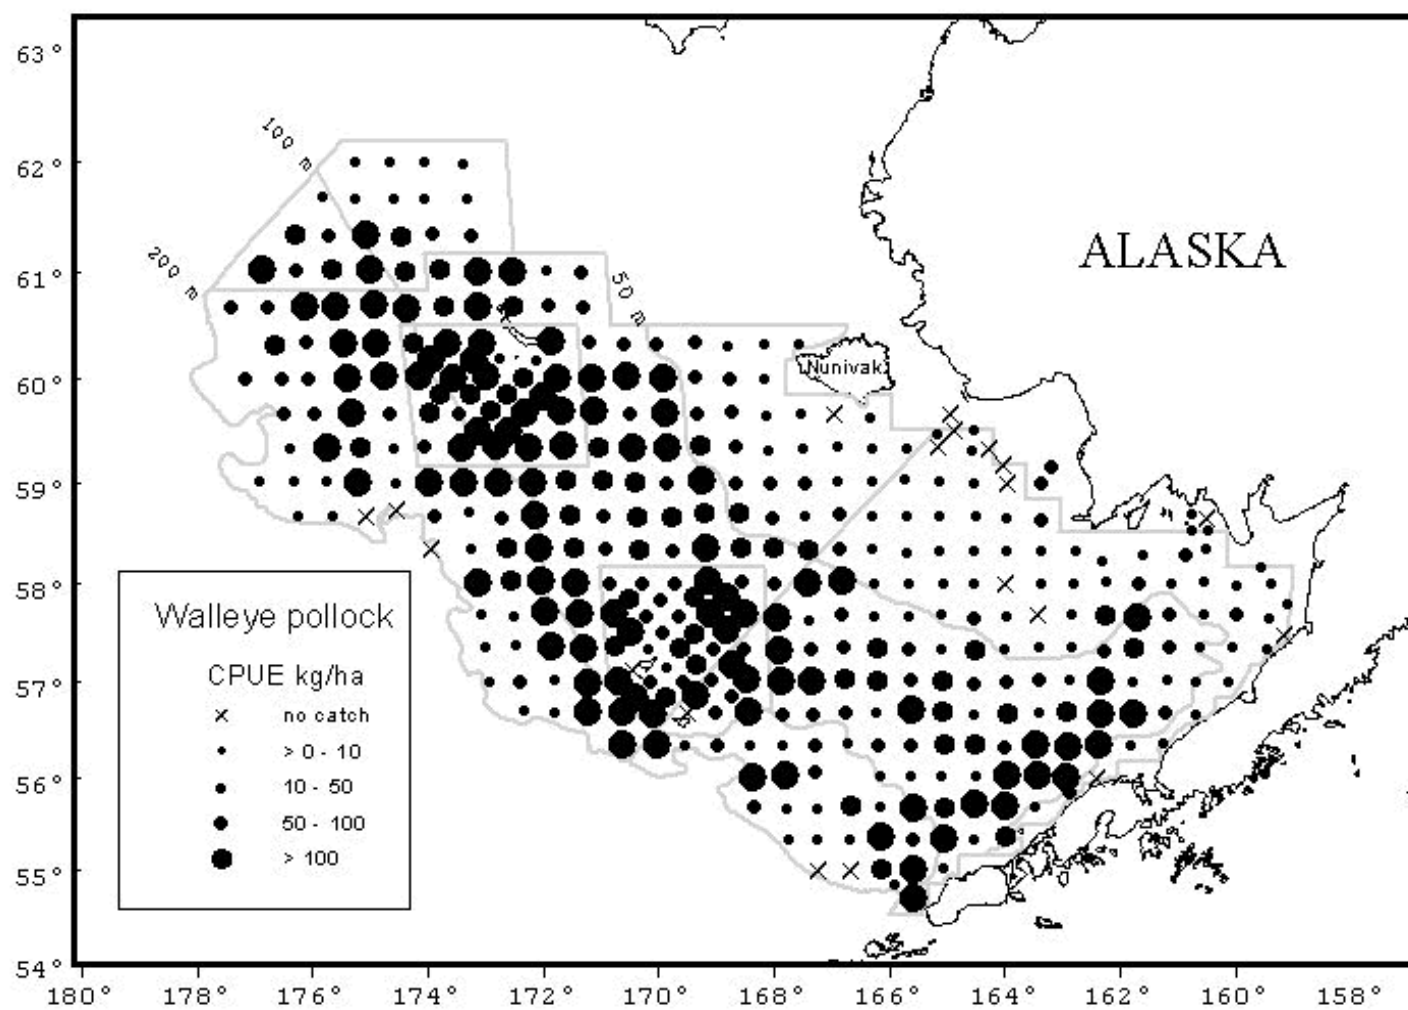 63°
100 m
62°
ALASKA
200 m
61°
50 m
60°
Nunivak
59°
58°
Walleye pollock
CPUE kg/ha
× no catch
> 0 - 10
10 - 50
50 - 100
> 100
57°
56°
55°
54°
180° 178° 176° 174° 172° 170° 168° 166° 164° 162° 160° 158°